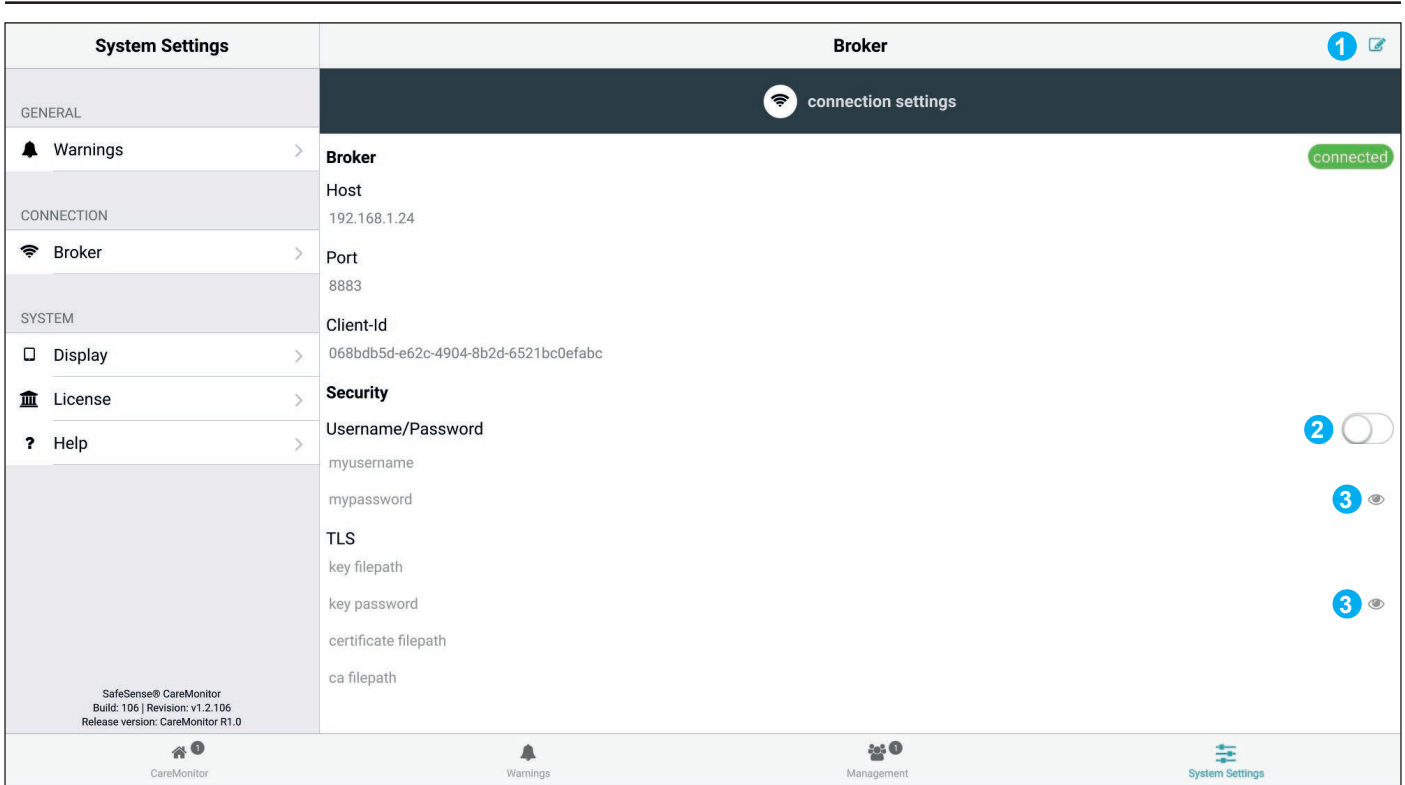 System Settings
Broker
1
connection settings
GENERAL
Warnings
CONNECTION
Broker
SYSTEM
Display
License
? Help
SafeSense® CareMonitor
Build: 106 | Revision: v1.2.106
Release version: CareMonitor R1.0
Broker
connected
Host
192.168.1.24
Port
8883
Client-Id
068bdb5d-e62c-4904-8b2d-6521bc0efabc
Security
Username/Password
2
myusername
mypassword
3
TLS
key filepath
key password
3
certificate filepath
ca filepath
1
CareMonitor
Warnings
1
Management
System Settings